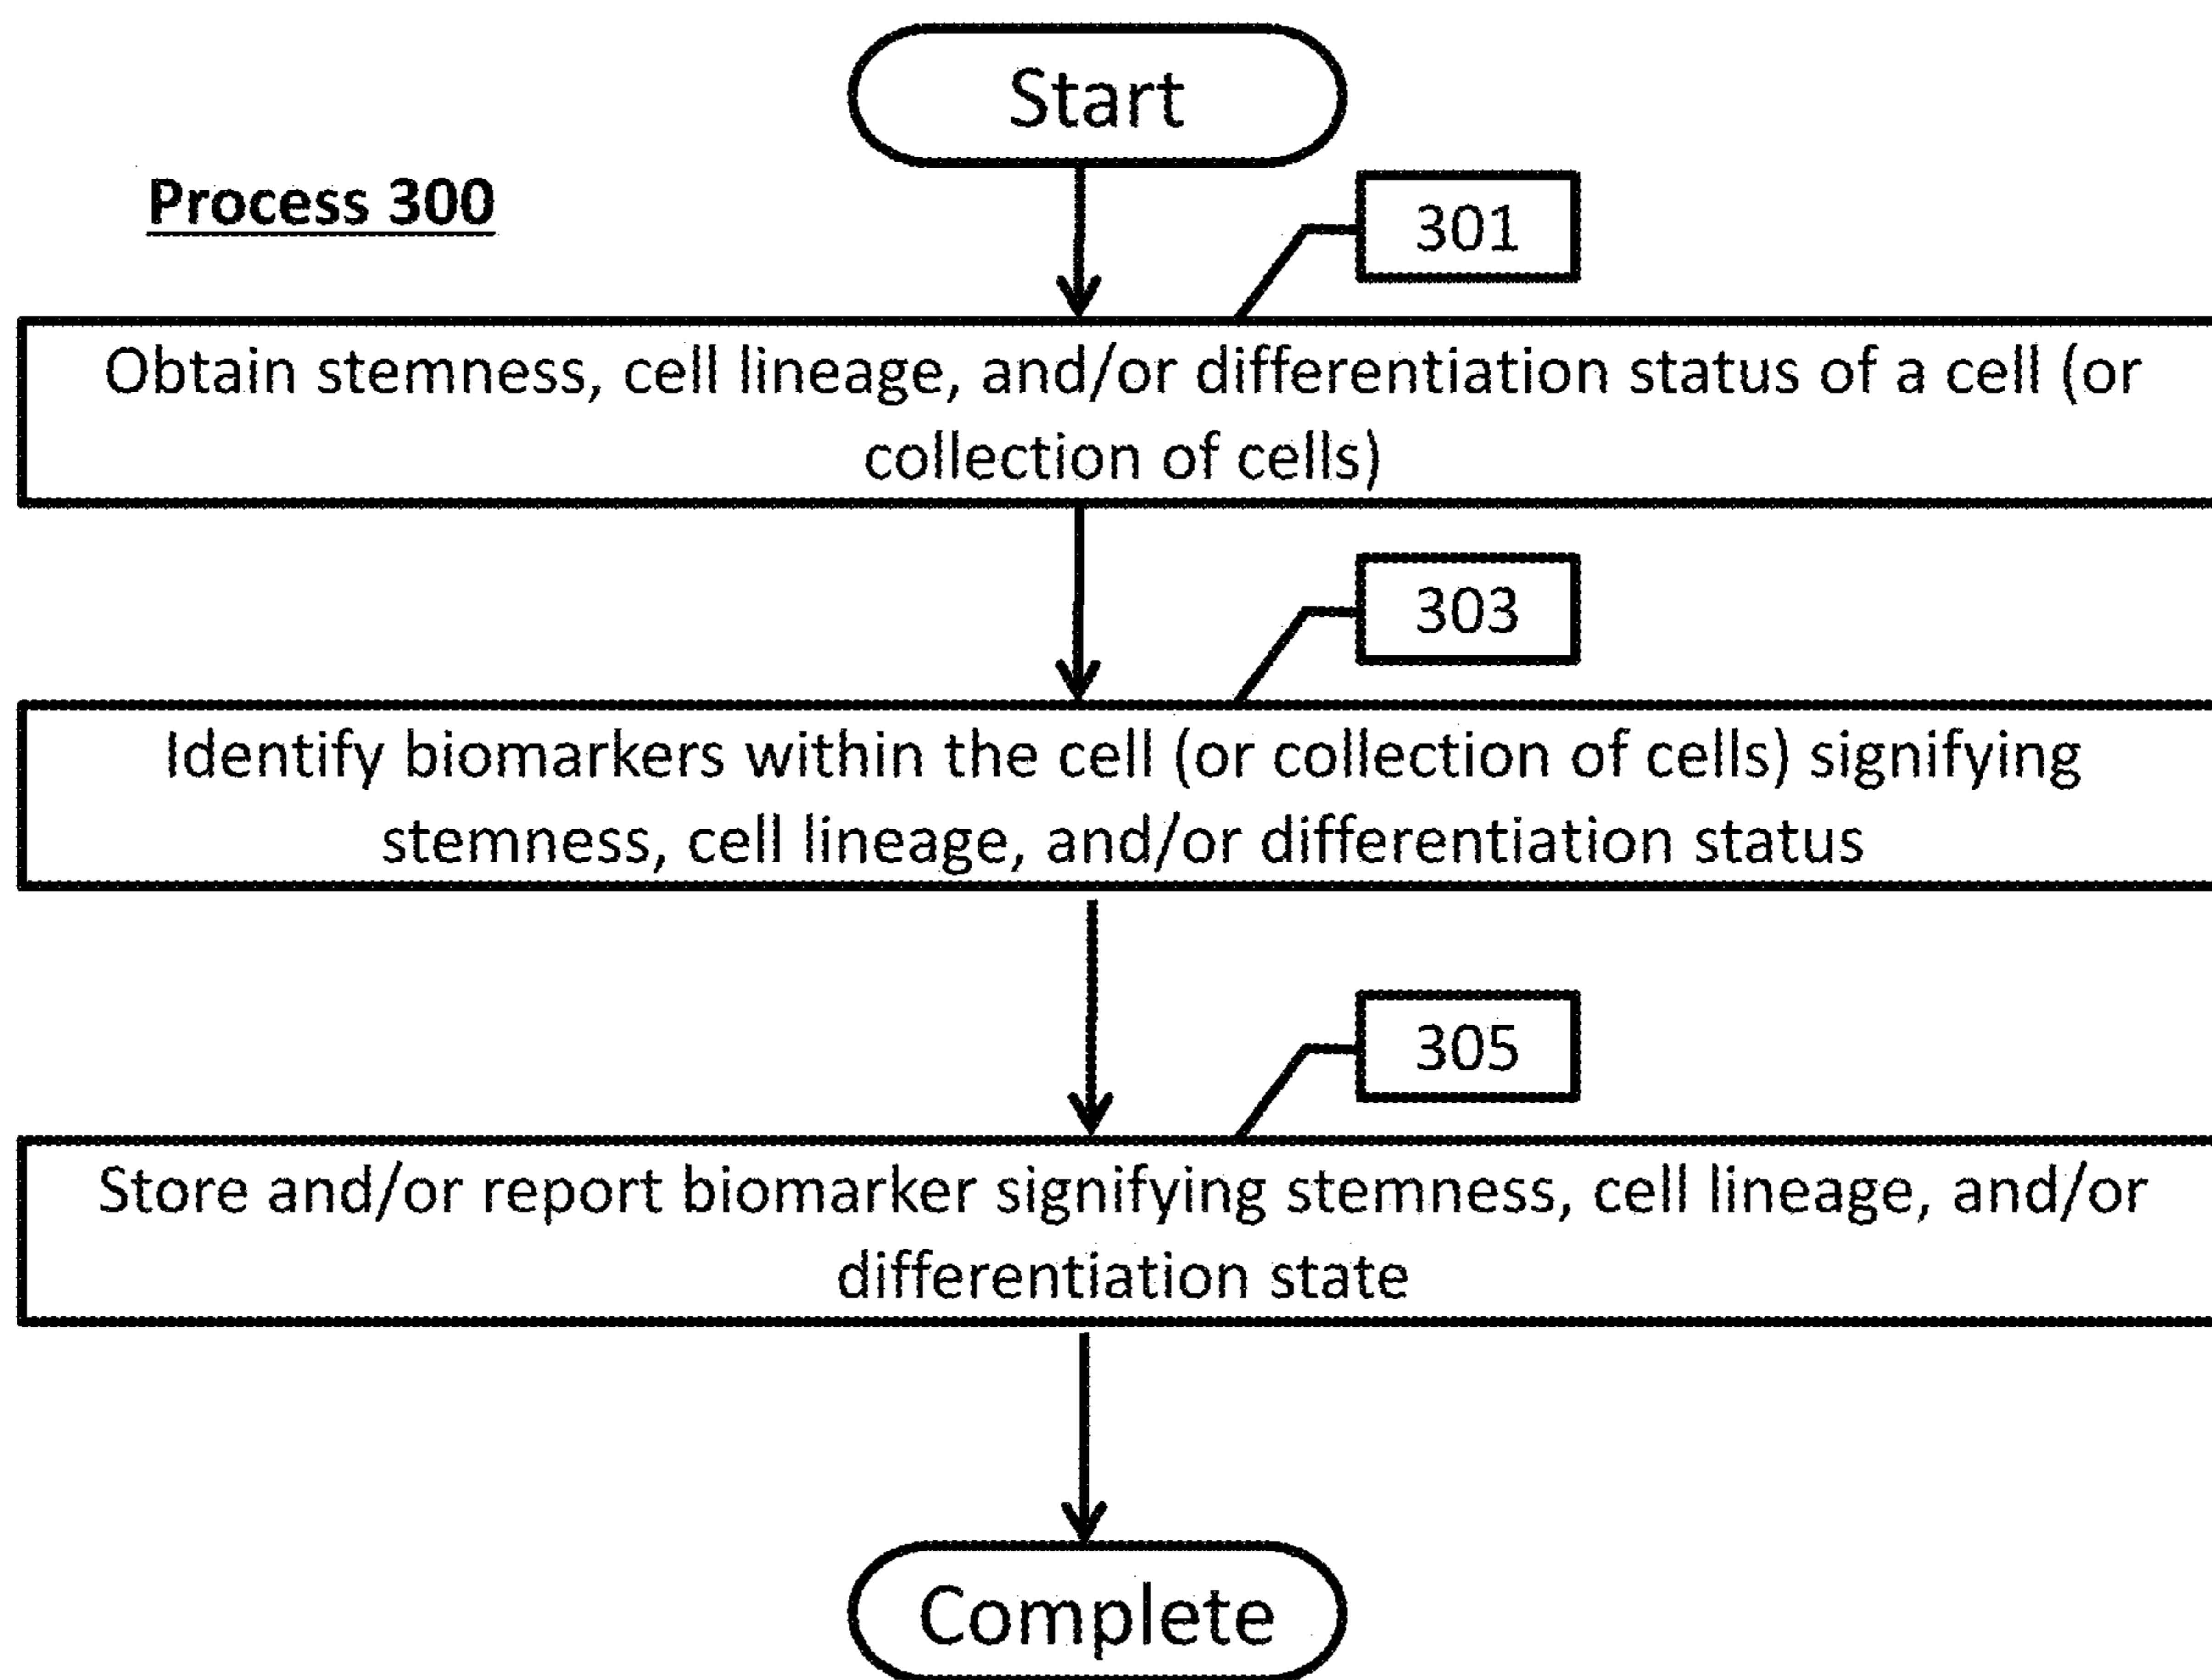 Start
Process 300
301
Obtain stemness, cell lineage, and/or differentiation status of a cell (or
collection of cells)
303
Identify biomarkers within the cell (or collection of cells) signifying
stemness, cell lineage, and/or differentiation status
305
Store and/or report biomarker signifying stemness, cell lineage, and/or
differentiation state
Complete